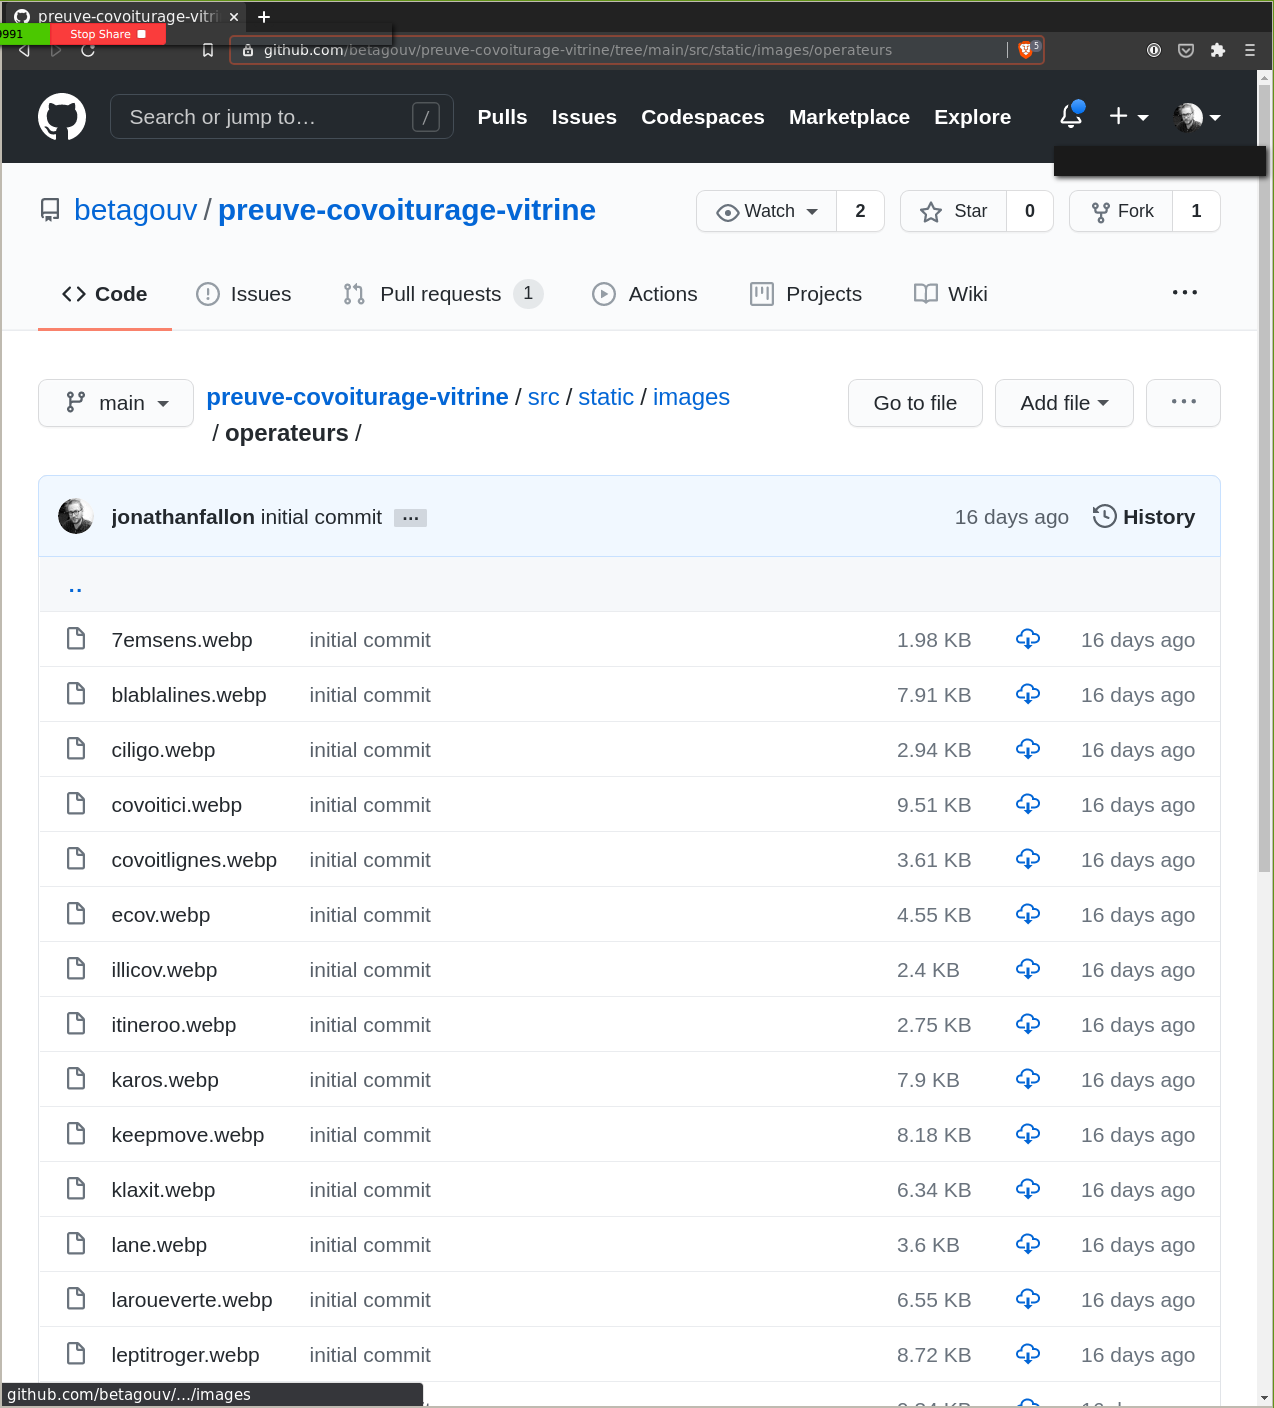 preuve-covoiturage-vitri
9991 Stop Share
github.com/betagouv/preuve-covoiturage-vitrine/tree/main/src/static/images/operateurs 5
Search or jump to… / Pulls Issues Codespaces Marketplace Explore
betagouv / preuve-covoiturage-vitrine Watch 2 Star 0 Fork 1
Code Issues Pull requests 1 Actions Projects Wiki ...
main preuve-covoiturage-vitrine / src / static / images Go to file Add file ...
/ operateurs /
jonathanfallon initial commit ... 16 days ago History
..
7emsens.webp initial commit 1.98 KB 16 days ago
blablalines.webp initial commit 7.91 KB 16 days ago
ciligo.webp initial commit 2.94 KB 16 days ago
covoitici.webp initial commit 9.51 KB 16 days ago
covoitlignes.webp initial commit 3.61 KB 16 days ago
ecov.webp initial commit 4.55 KB 16 days ago
illicov.webp initial commit 2.4 KB 16 days ago
itineroo.webp initial commit 2.75 KB 16 days ago
karos.webp initial commit 7.9 KB 16 days ago
keepmove.webp initial commit 8.18 KB 16 days ago
klaxit.webp initial commit 6.34 KB 16 days ago
lane.webp initial commit 3.6 KB 16 days ago
laroueverte.webp initial commit 6.55 KB 16 days ago
leptitroger.webp initial commit 8.72 KB 16 days ago
github.com/betagouv/.../images